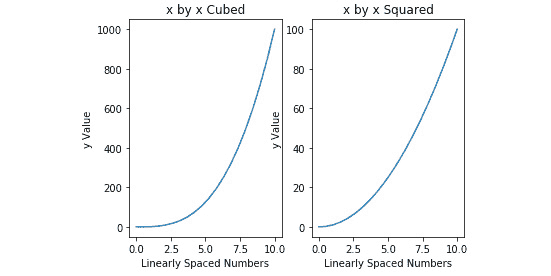 x by x Cubed
1000
800
600
400
200
0
y Value
0.0 2.5 5.0 7.5 10.0
Linearly Spaced Numbers
x by x Squared
100
80
60
40
20
0
y Value
0.0 2.5 5.0 7.5 10.0
Linearly Spaced Numbers